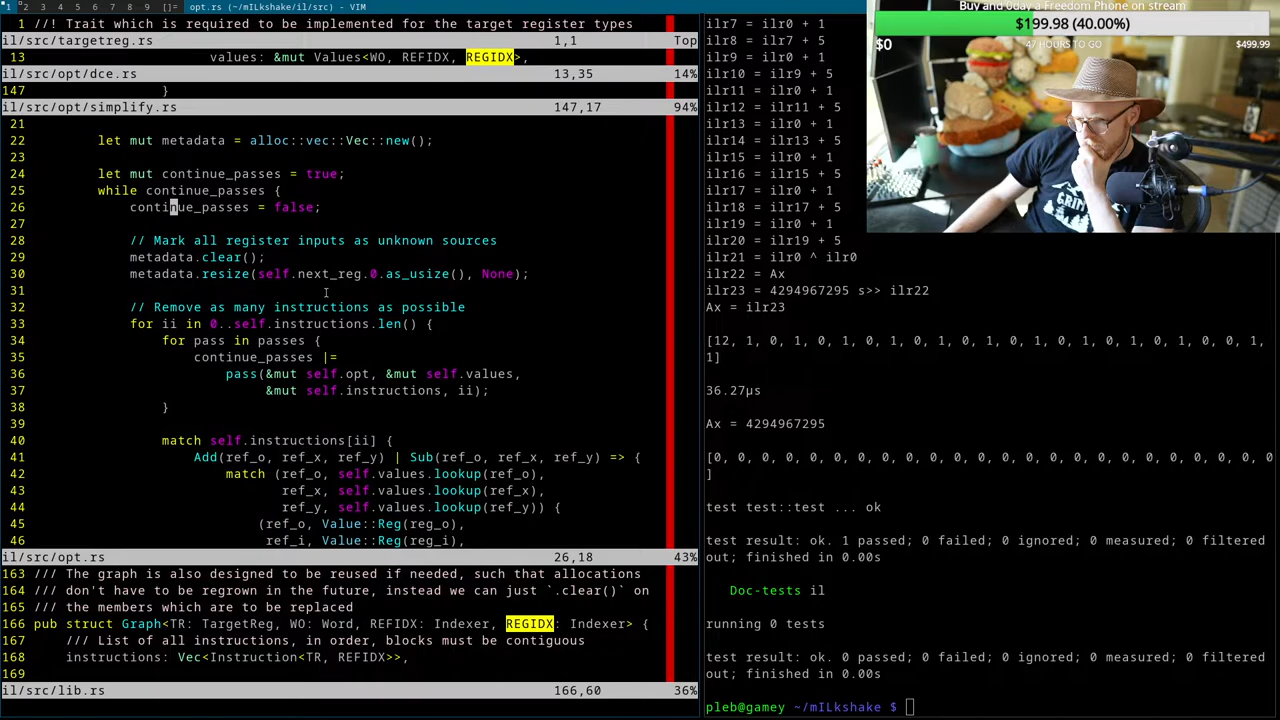 1 2 3 4 5 6 7 8 9 []= opt.rs (~/mILkshake/il/src) - VIM
1 //! Trait which is required to be implemented for the target register types
il/src/targetreg.rs 1,1 Top
13 values: &mut Values<WO, REFIDX, REGIDX>,
il/src/opt/dce.rs 13,35 14%
147 }
il/src/opt/simplify.rs 147,17 94%
21
22 let mut metadata = alloc::vec::Vec::new();
23
24 let mut continue_passes = true;
25 while continue_passes {
26 continue_passes = false;
27
28 // Mark all register inputs as unknown sources
29 metadata.clear();
30 metadata.resize(self.next_reg.0.as_usize(), None);
31
32 // Remove as many instructions as possible
33 for ii in 0..self.instructions.len() {
34 for pass in passes {
35 continue_passes |=
36 pass(&mut self.opt, &mut self.values,
37 &mut self.instructions, ii);
38 }
39
40 match self.instructions[ii] {
41 Add(ref_o, ref_x, ref_y) | Sub(ref_o, ref_x, ref_y) => {
42 match (ref_o, self.values.lookup(ref_o),
43 ref_x, self.values.lookup(ref_x),
44 ref_y, self.values.lookup(ref_y)) {
45 (ref_o, Value::Reg(reg_o),
46 ref_i, Value::Reg(reg_i),
il/src/opt.rs 26,18 43%
163 /// The graph is also designed to be reused if needed, such that allocations
164 /// don't have to be regrown in the future, instead we can just `.clear()` on
165 /// the members which are to be replaced
166 pub struct Graph<TR: TargetReg, WO: Word, REFIDX: Indexer, REGIDX: Indexer> {
167 /// List of all instructions, in order, blocks must be contiguous
168 instructions: Vec<Instruction<TR, REFIDX>>,
169
il/src/lib.rs 166,60 36%
ilr7 = ilr0 + 1
ilr8 = ilr7 + 5
ilr9 = ilr0 + 1
ilr10 = ilr9 + 5
ilr11 = ilr0 + 1
ilr12 = ilr11 + 5
ilr13 = ilr0 + 1
ilr14 = ilr13 + 5
ilr15 = ilr0 + 1
ilr16 = ilr15 + 5
ilr17 = ilr0 + 1
ilr18 = ilr17 + 5
ilr19 = ilr0 + 1
ilr20 = ilr19 + 5
ilr21 = ilr0 ^ ilr0
ilr22 = Ax
ilr23 = 4294967295 s>> ilr22
Ax = ilr23
[12, 1, 0, 1, 0, 1, 0, 1, 0, 1, 0, 1, 0, 1, 0, 1, 0, 1, 0, 1, 0, 0, 1,
1]
36.27µs
Ax = 4294967295
[0, 0, 0, 0, 0, 0, 0, 0, 0, 0, 0, 0, 0, 0, 0, 0, 0, 0, 0, 0, 0, 0, 0, 0
]
test test::test ... ok
test result: ok. 1 passed; 0 failed; 0 ignored; 0 measured; 0 filtered
out; finished in 0.00s
Doc-tests il
running 0 tests
test result: ok. 0 passed; 0 failed; 0 ignored; 0 measured; 0 filtered
out; finished in 0.00s
pleb@gamey ~/mILkshake $
Buy and 0day a Freedom Phone on stream
$199.98 (40.00%)
$0 47 HOURS TO GO $499.99